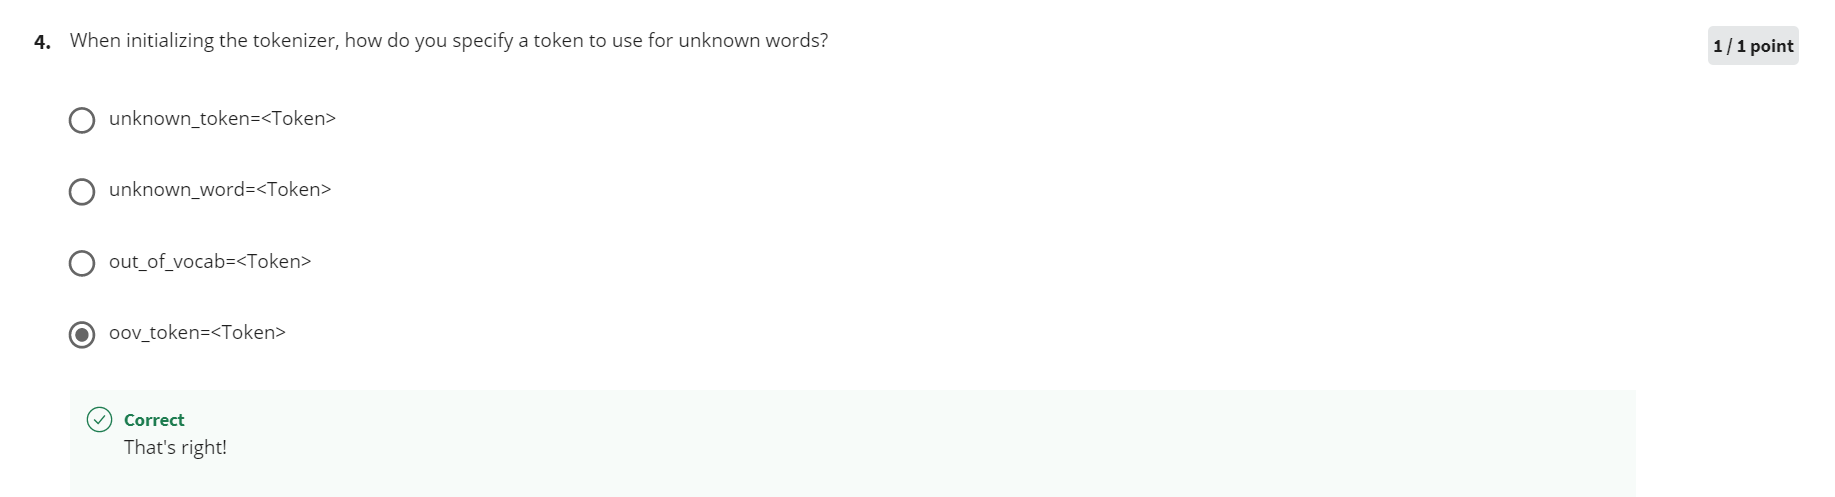 4. When initializing the tokenizer, how do you specify a token to use for unknown words?
1 / 1 point
unknown_token=<Token>
unknown_word=<Token>
out_of_vocab=<Token>
oov_token=<Token>
Correct
That's right!